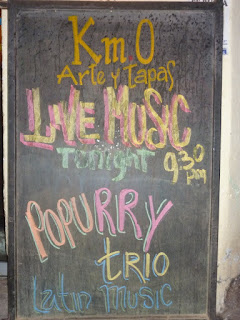 Km 0
Arte y Tapas
LIVE MUSIC
Tonight 9.30 pm
POPURRY
TRIO
Latin Music